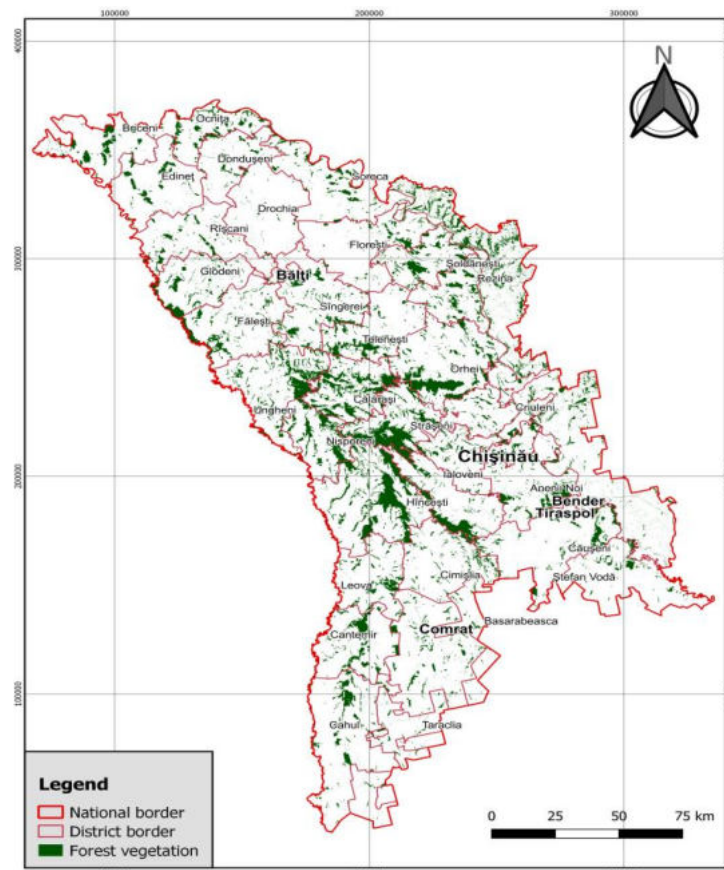 100000
200000
300000
400000
N
Ocnița
Briceni
Dondușeni
Edineț
Soroca
Drochia
Rîșcani
Florești
Șoldănești
300000
300000
Glodeni
Bălți
Rezina
Sîngerei
Fălești
Telenești
Orhei
Ungheni
Călărași
Criuleni
Strășeni
Nisporeni
Chișinău
200000
200000
Ialoveni
Anenii Noi
Hîncești
Bender
Tiraspol
Căușeni
Leova
Cimișlia
Ștefan Vodă
Cantemir
Comrat
Basarabeasca
100000
100000
Cahul
Taraclia
Legend
National border
District border
Forest vegetation
0 25 50 75 km